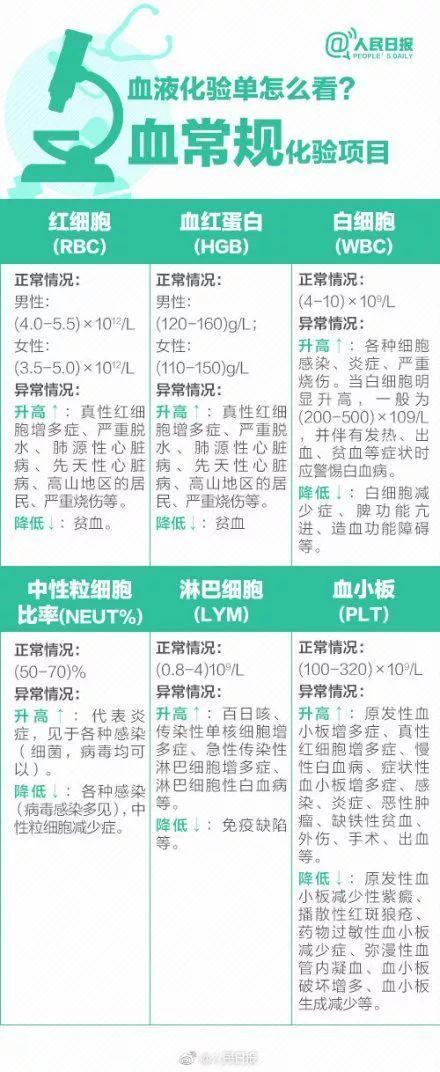 @人民日报
PEOPLE'S DAILY
血液化验单怎么看？
血常规化验项目
红细胞
(RBC)
正常情况：
男性：
(4.0-5.5)×10¹²/L
女性：
(3.5-5.0)×10¹²/L
异常情况：
升高↑：真性红细
胞增多症、严重脱
水、肺源性心脏
病、先天性心脏
病、高山地区的居
民、严重烧伤等。
降低↓：贫血。
血红蛋白
(HGB)
正常情况：
男性：
(120-160)g/L；
女性：
(110-150)g/L
异常情况：
升高↑：真性红细
胞增多症、严重脱
水、肺源性心脏
病、先天性心脏
病、高山地区的居
民、严重烧伤等。
降低↓：贫血
白细胞
(WBC)
正常情况：
(4-10)×10⁹/L
异常情况：
升高↑：各种细胞
感染、炎症、严重
烧伤。当白细胞明
显升高，一般为
(200-500)×109/L
，并伴有发热、出
血、贫血等症状时
应警惕白血病。
降低↓：白细胞减
少症、脾功能亢
进、造血功能障碍
等。
中性粒细胞
比率(NEUT%)
正常情况：
(50-70)%
异常情况：
升高↑：代表炎
症，见于各种感染
（细菌，病毒均可
以）。
降低↓：各种感染
（病毒感染多见），中
性粒细胞减少症。
淋巴细胞
(LYM)
正常情况：
(0.8-4)10⁹/L
异常情况：
升高↑：百日咳、
传染性单核细胞增
多症、急性传染性
淋巴细胞增多症、
淋巴细胞性白血病
等。
降低↓：免疫缺陷
等。
血小板
(PLT)
正常情况：
(100-320)×10⁹/L
异常情况：
升高↑：原发性血
小板增多症、真性
红细胞增多症、慢
性白血病、症状性
血小板增多症、感
染、炎症、恶性肿
瘤、缺铁性贫血、
外伤、手术、出血
等。
降低↓：原发性血
小板减少性紫癜、
播散性红斑狼疮、
药物过敏性血小板
减少症、弥漫性血
管内凝血、血小板
破坏增多、血小板
生成减少等。
@人民日报